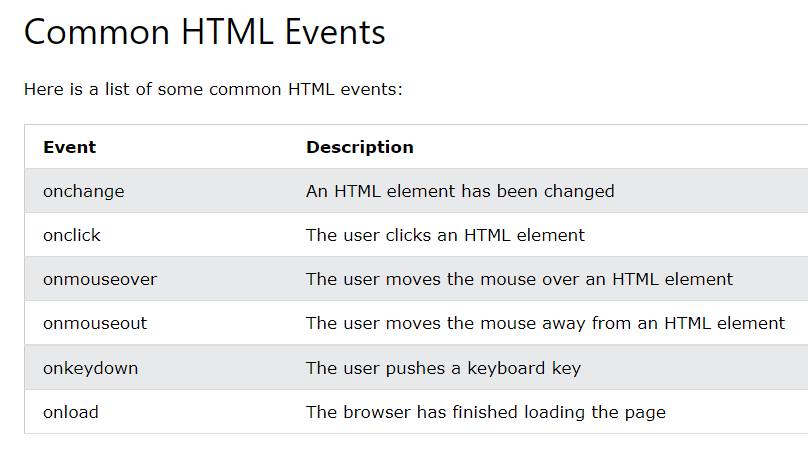 Common HTML Events
Here is a list of some common HTML events:
Event Description
onchange An HTML element has been changed
onclick The user clicks an HTML element
onmouseover The user moves the mouse over an HTML element
onmouseout The user moves the mouse away from an HTML element
onkeydown The user pushes a keyboard key
onload The browser has finished loading the page